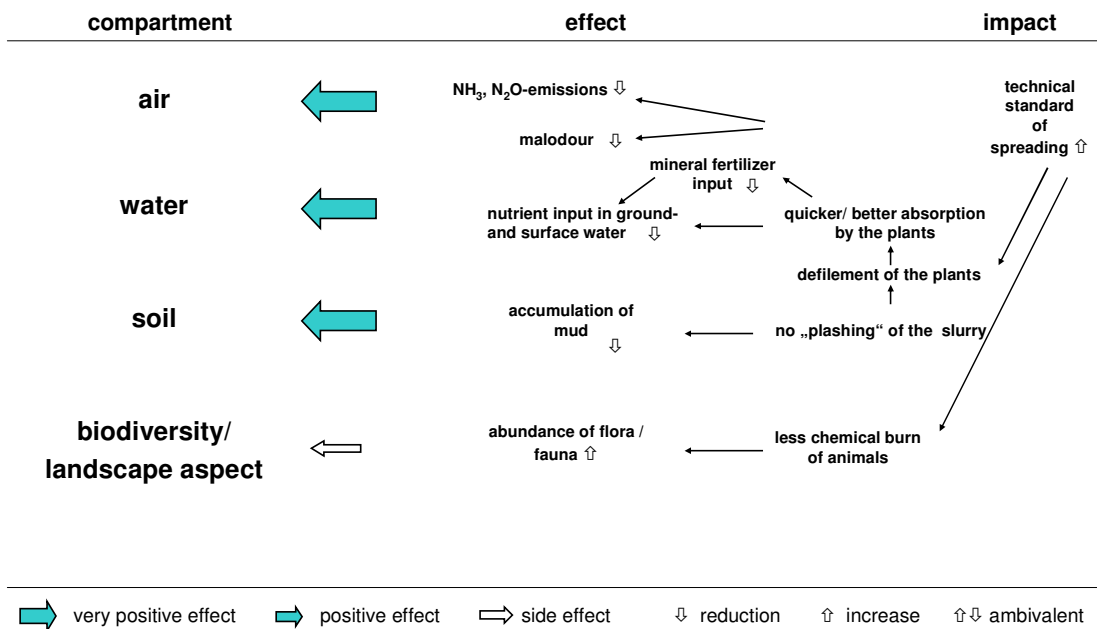 compartment effect impact
air
NH₃, N₂O-emissions ⇩
malodour ⇩
technical
standard
of
spreading ⇧
water
mineral fertilizer
input ⇩
nutrient input in ground-
and surface water ⇩
quicker/ better absorption
by the plants
defilement of the plants
soil
accumulation of
mud
⇩
no „plashing“ of the slurry
biodiversity/
landscape aspect
abundance of flora /
fauna ⇧
less chemical burn
of animals
very positive effect positive effect side effect ⇩ reduction ⇧ increase ⇧⇩ ambivalent